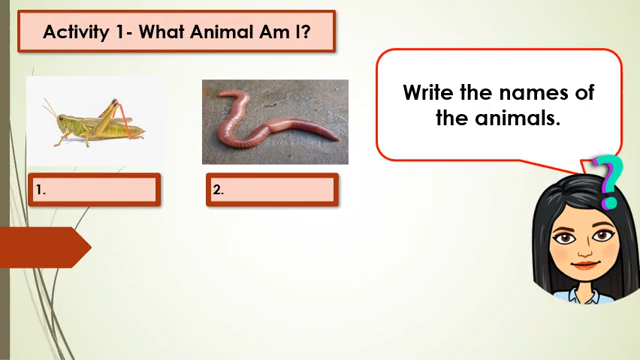 Activity 1- What Animal Am I?
Write the names of
the animals.
1.
2.
?